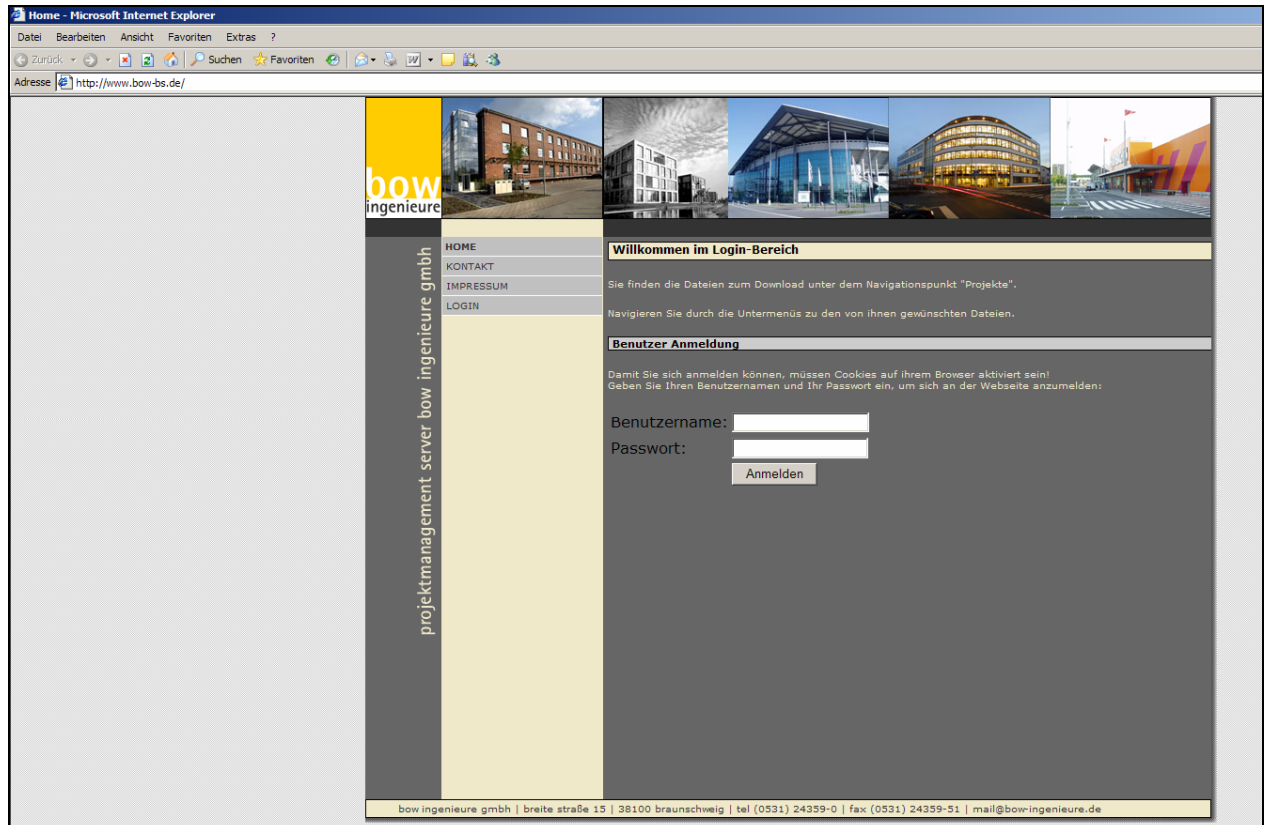 Home - Microsoft Internet Explorer
Datei Bearbeiten Ansicht Favoriten Extras ?
Zurück Suchen Favoriten
Adresse http://www.bow-bs.de/
bow
ingenieure
projektmanagement server bow ingenieure gmbh
HOME
KONTAKT
IMPRESSUM
LOGIN
Willkommen im Login-Bereich
Sie finden die Dateien zum Download unter dem Navigationspunkt "Projekte".
Navigieren Sie durch die Untermenüs zu den von ihnen gewünschten Dateien.
Benutzer Anmeldung
Damit Sie sich anmelden können, müssen Cookies auf ihrem Browser aktiviert sein!
Geben Sie Ihren Benutzernamen und Ihr Passwort ein, um sich an der Webseite anzumelden:
Benutzername:
Passwort:
Anmelden
bow ingenieure gmbh | breite straße 15 | 38100 braunschweig | tel (0531) 24359-0 | fax (0531) 24359-51 | mail@bow-ingenieure.de